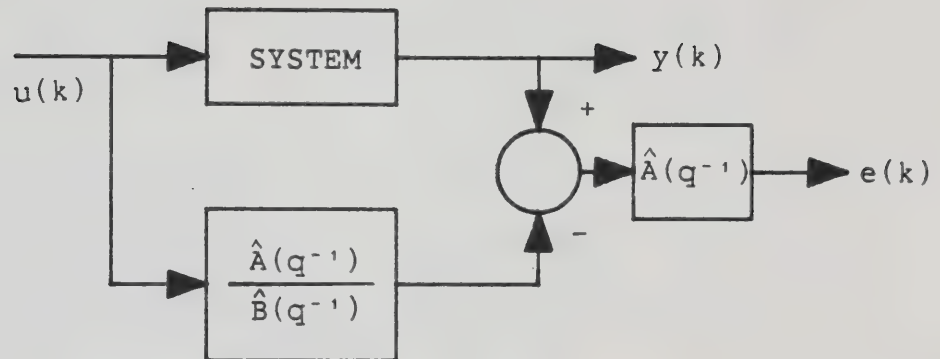 SYSTEM
y(k)
u(k)
+
Â(q⁻¹)
e(k)
-
Â(q⁻¹)
B̂(q⁻¹)